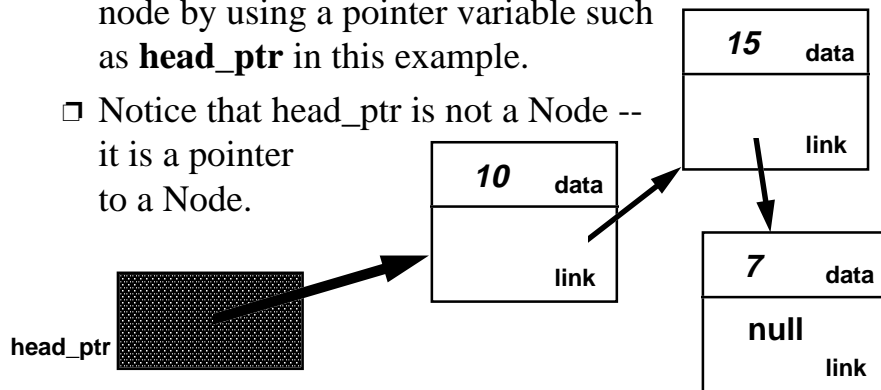 node by using a pointer variable such
as head_ptr in this example.
❒ Notice that head_ptr is not a Node --
it is a pointer
to a Node.
15 data
link
10 data
link
7 data
null
link
head_ptr